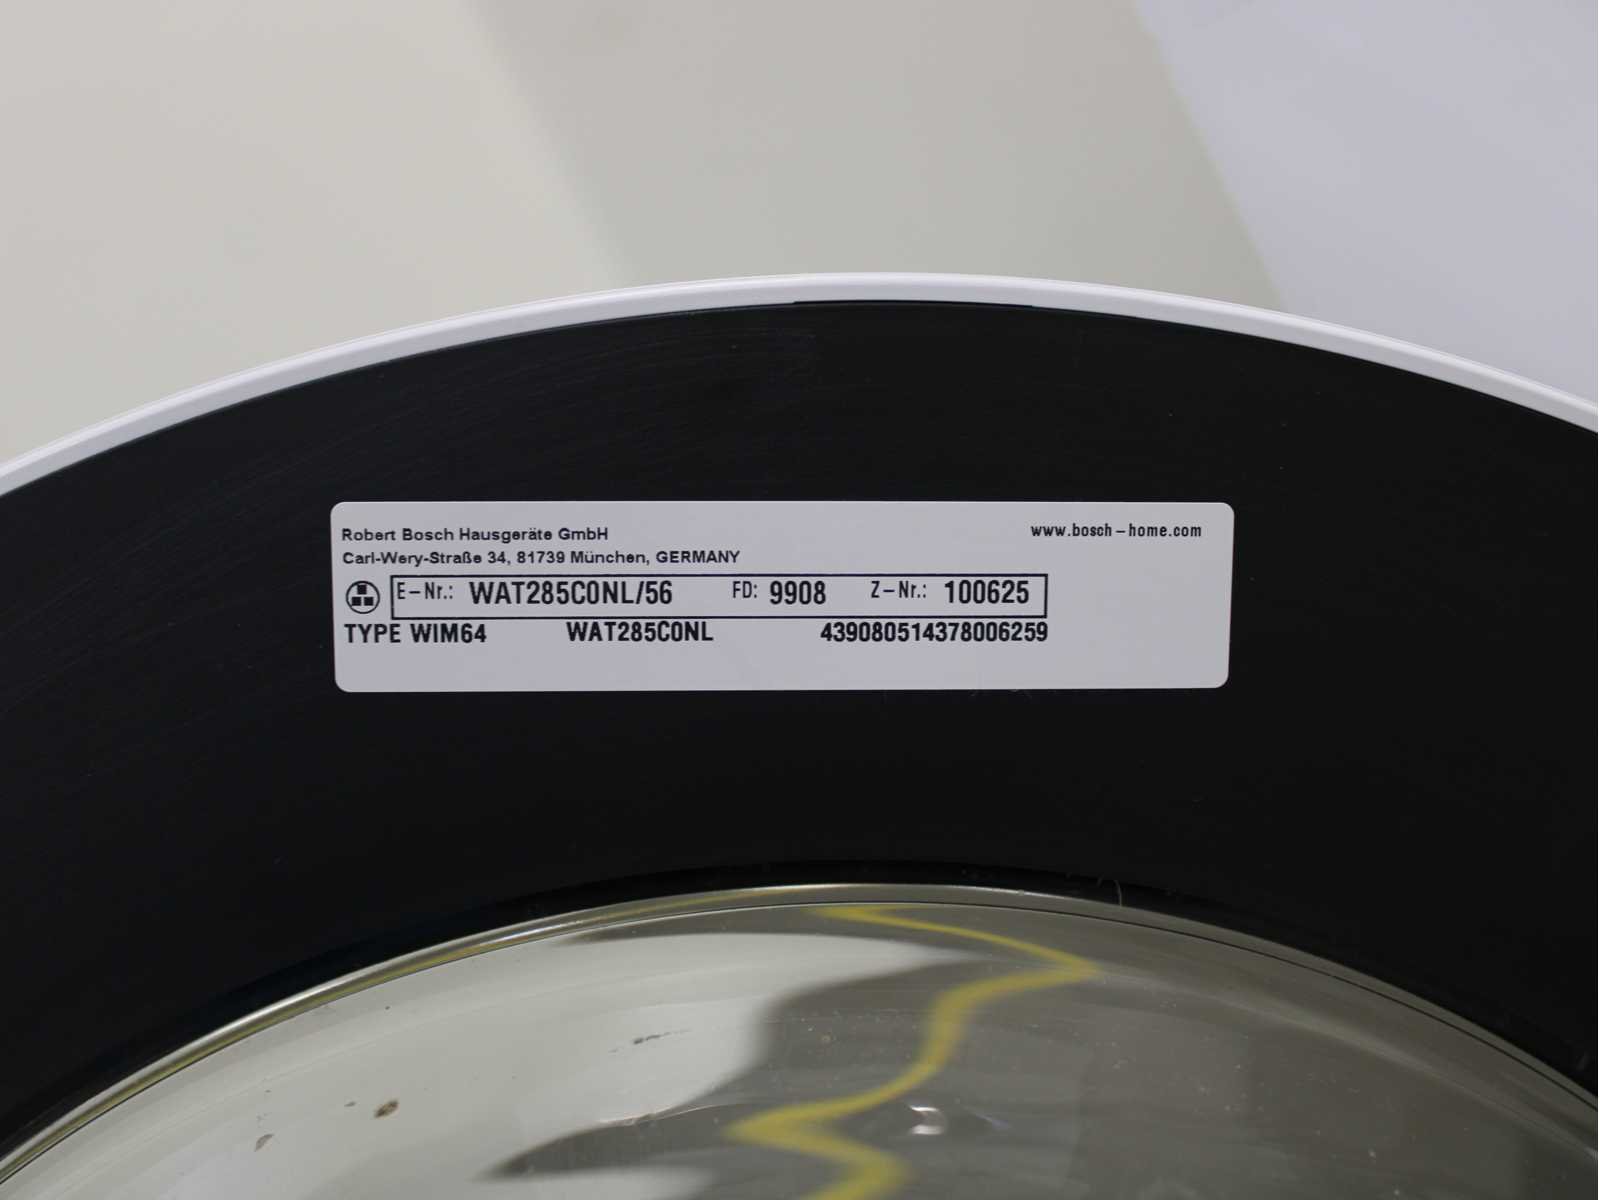 Robert Bosch Hausgeräte GmbH
www.bosch-home.com
Carl-Wery-Straße 34, 81739 München, GERMANY
E-Nr.: WAT285C0NL/56 FD: 9908 Z-Nr.: 100625
TYPE WIM64 WAT285C0NL 439080514378006259